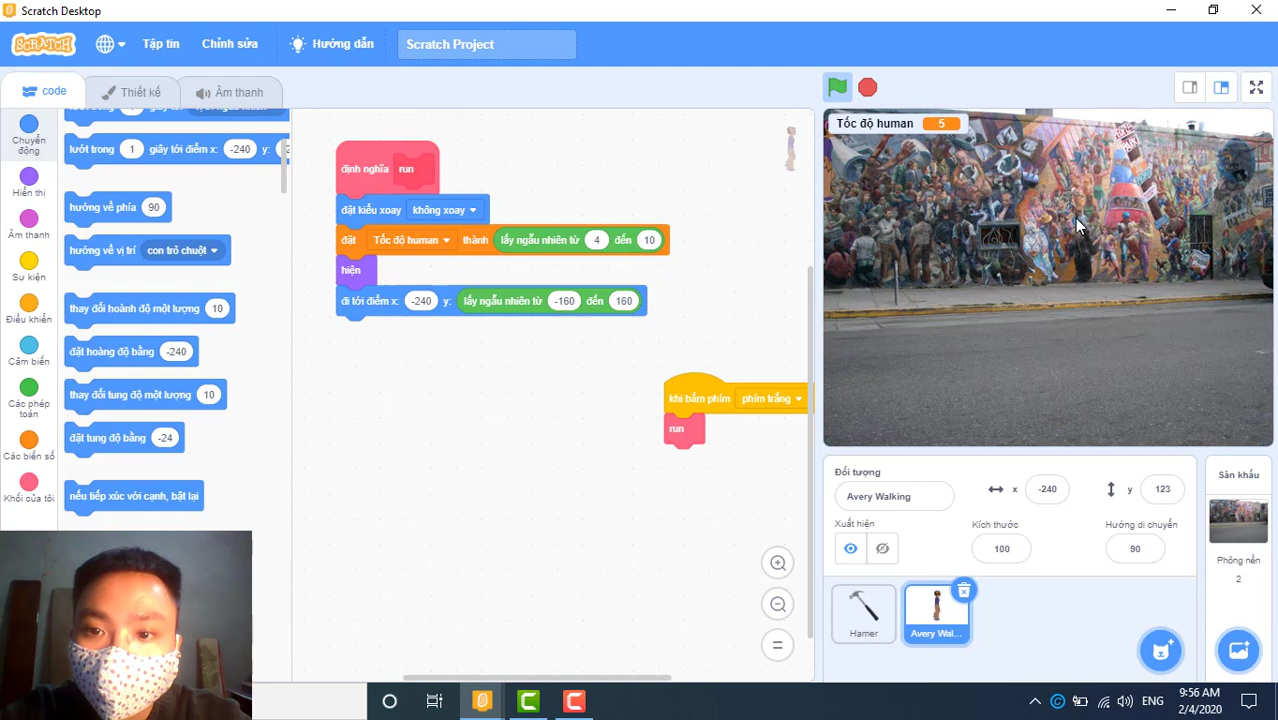 Scratch Desktop
SCRATCH
Tập tin
Chỉnh sửa
Hướng dẫn
Scratch Project
code
Thiết kế
Âm thanh
Chuyển động
lướt trong 1 giây tới điểm x: -240 y:
Hiển thị
hướng về phía 90
Âm thanh
hướng về vị trí con trỏ chuột
Sự kiện
thay đổi hoành độ một lượng 10
Điều khiển
đặt hoàng độ bằng -240
Cảm biến
thay đổi tung độ một lượng 10
Các phép toán
đặt tung độ bằng -24
Các biến số
Khối của tôi
nếu tiếp xúc với cạnh, bật lại
định nghĩa run
đặt kiểu xoay không xoay
đặt Tốc độ human thành lấy ngẫu nhiên từ 4 đến 10
hiện
đi tới điểm x: -240 y: lấy ngẫu nhiên từ -160 đến 160
khi bấm phím phím trắng
run
Tốc độ human 5
Đối tượng
Avery Walking
x -240
y 123
Xuất hiện
Kích thước
100
Hướng di chuyển
90
Hamer
Avery Wal...
Sân khấu
Phông nền
2
ENG
9:56 AM
2/4/2020